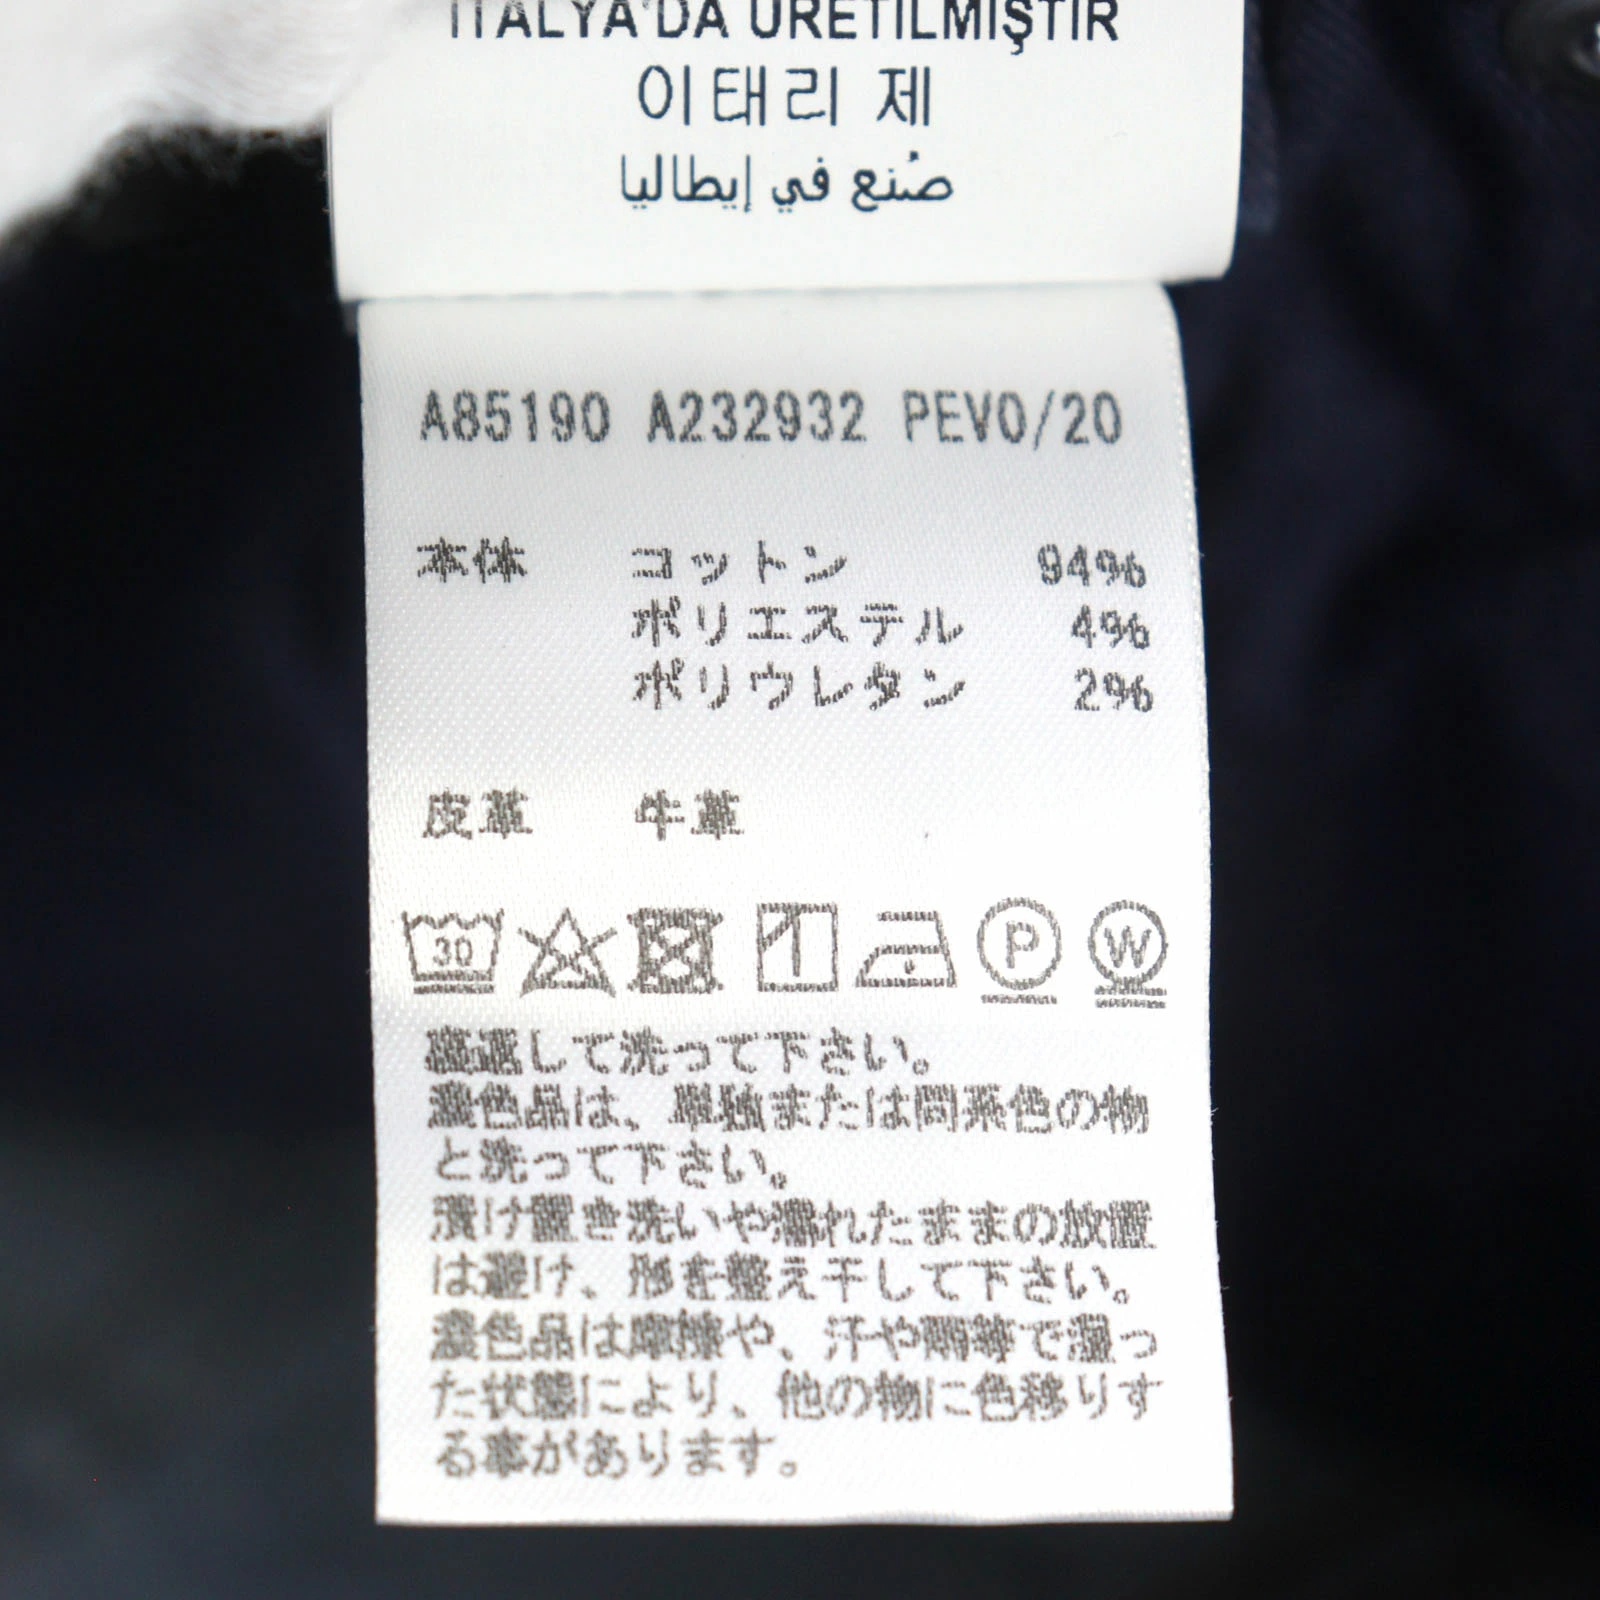 İTALYA'DA ÜRETİLMİŞTİR
이태리 제
صُنع في إيطاليا
A85190 A232932 PEV0/20
本体 コットン 94%
ポリエステル 4%
ポリウレタン 2%
皮革 牛革
30 P W
裏返して洗って下さい。
濃色品は、単独または同系色の物
と洗って下さい。
漬け置き洗いや濡れたままの放置
は避け、形を整え干して下さい。
濃色品は摩擦や、汗や雨等で湿っ
た状態により、他の物に色移りす
る事があります。